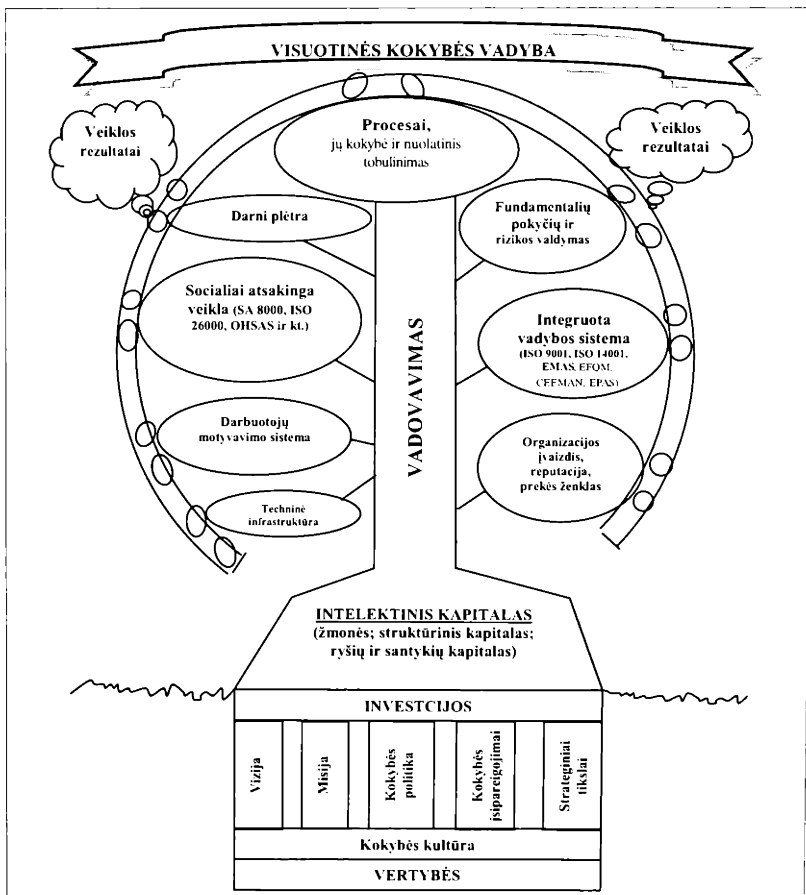 VISUOTINĖS KOKYBĖS VADYBA
Veiklos
rezultatai
Procesai,
jų kokybė ir nuolatinis
tobulinimas
Veiklos
rezultatai
Darni plėtra
Fundamentalių
pokyčių ir
rizikos valdymas
Socialiai atsakinga
veikla (SA 8000, ISO
26000, OHSAS ir kt.)
Integruota
vadybos sistema
(ISO 9001, ISO 14001,
EMAS, EFQM,
CEEMAN, EPAS)
VADOVAVIMAS
Darbuotojų
motyvavimo sistema
Organizacijos
įvaizdis,
reputacija,
prekės ženklas
Techninė
infrastruktūra
INTELEKTINIS KAPITALAS
(žmonės; struktūrinis kapitalas;
ryšių ir santykių kapitalas)
INVESTCIJOS
Vizija
Misija
Kokybės
politika
Kokybės
įsipareigojimai
Strateginiai
tikslai
Kokybės kultūra
VERTYBĖS